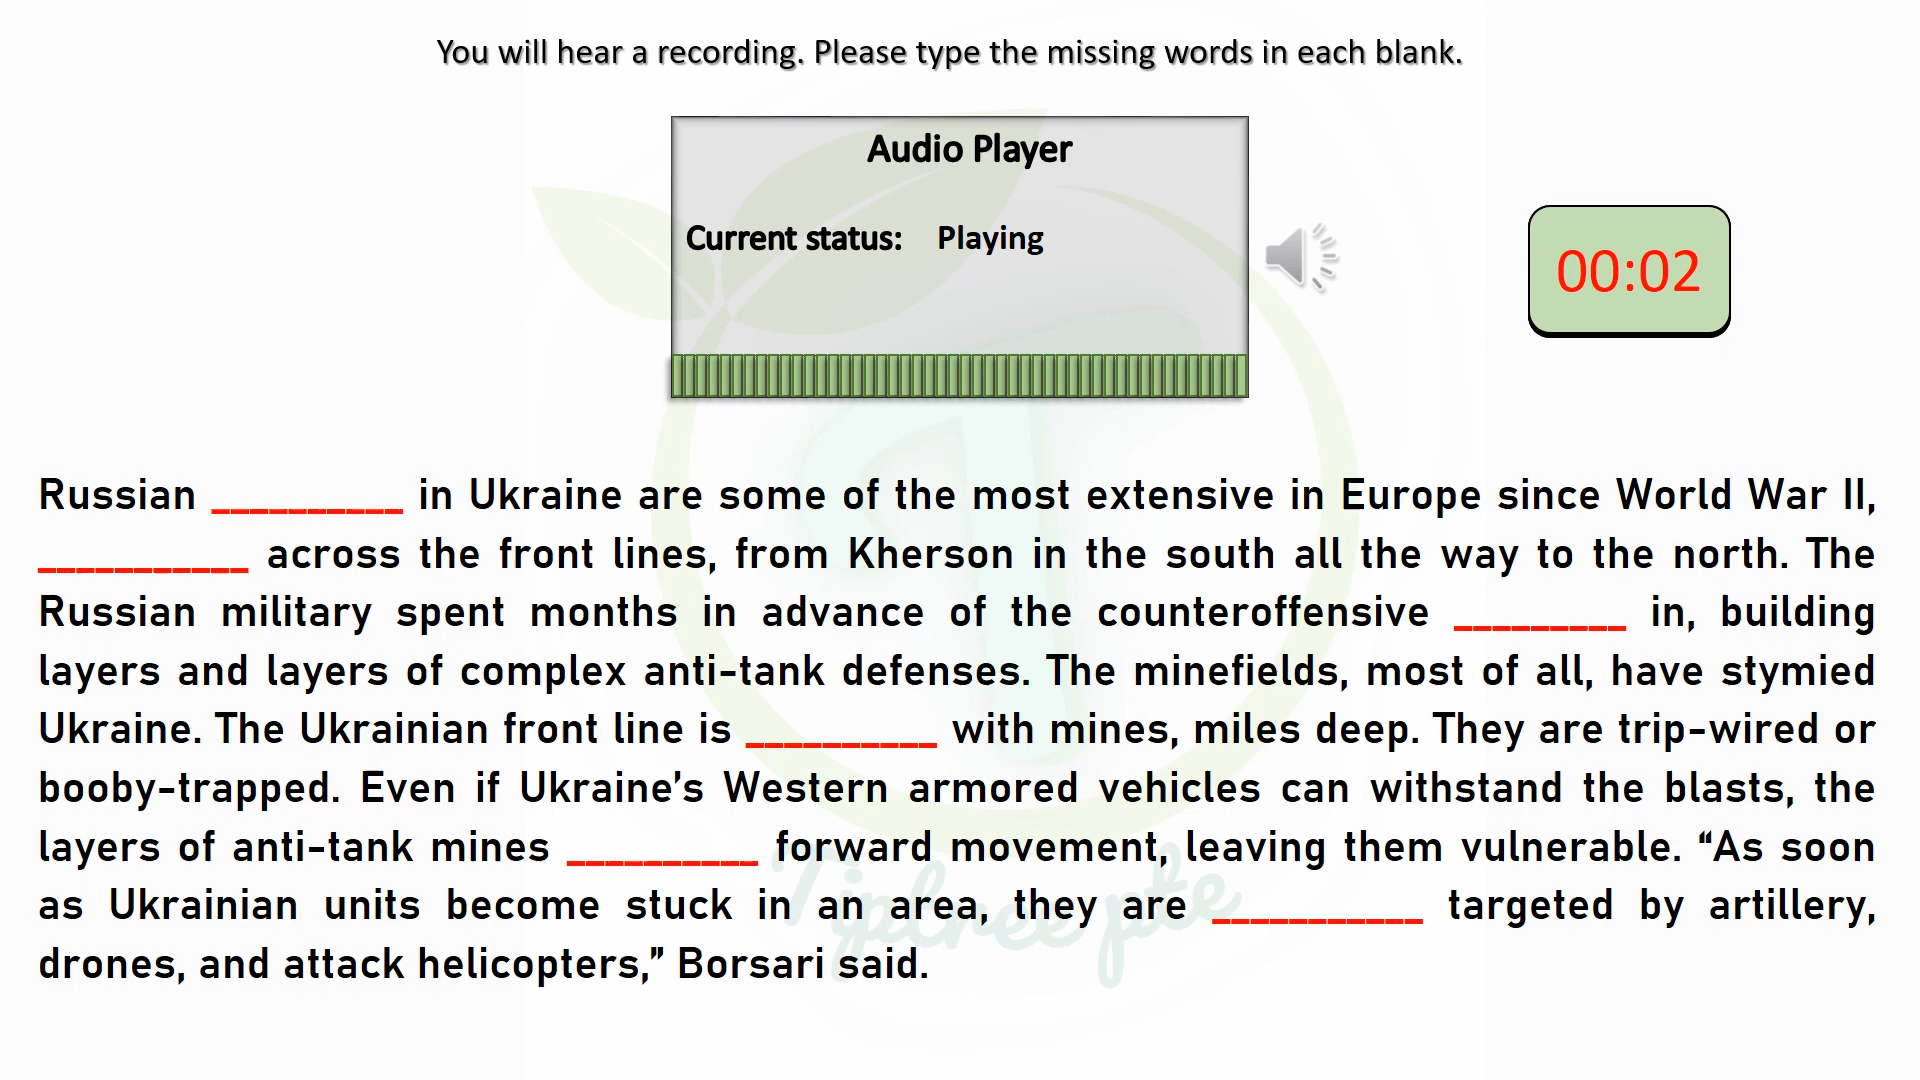 You will hear a recording. Please type the missing words in each blank.
Audio Player
Current status: Playing
00:02
Russian __________ in Ukraine are some of the most extensive in Europe since World War II,
___________ across the front lines, from Kherson in the south all the way to the north. The
Russian military spent months in advance of the counteroffensive _________ in, building
layers and layers of complex anti-tank defenses. The minefields, most of all, have stymied
Ukraine. The Ukrainian front line is __________ with mines, miles deep. They are trip-wired or
booby-trapped. Even if Ukraine's Western armored vehicles can withstand the blasts, the
layers of anti-tank mines __________ forward movement, leaving them vulnerable. “As soon
as Ukrainian units become stuck in an area, they are ___________ targeted by artillery,
drones, and attack helicopters,” Borsari said.
Tiptree pte